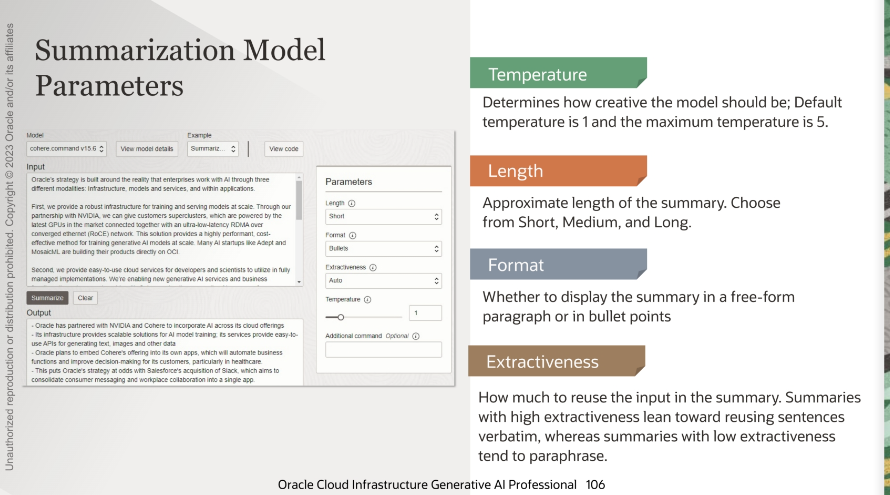 Unauthorized reproduction or distribution prohibited. Copyright © 2023 Oracle and/or its affiliates
Summarization Model
Parameters
Model
cohere.command v15.6
View model details
Example
Summariz...
View code
Input
Oracle's strategy is built around the reality that enterprises work with AI through three
different modalities: Infrastructure, models and services, and within applications.
First, we provide a robust infrastructure for training and serving models at scale. Through our
partnership with NVIDIA, we can give customers superclusters, which are powered by the
latest GPUs in the market connected together with an ultra-low-latency RDMA over
converged ethernet (RoCE) network. This solution provides a highly performant, cost-
effective method for training generative AI models at scale. Many AI startups like Adept and
MosaicML are building their products directly on OCI.
Second, we provide easy-to-use cloud services for developers and scientists to utilize in fully
managed implementations. We're enabling new generative AI services and business
Summarize
Clear
Output
- Oracle has partnered with NVIDIA and Cohere to incorporate AI across its cloud offerings
- Its infrastructure provides scalable solutions for AI model training; its services provide easy-to-
use APIs for generating text, images and other data
- Oracle plans to embed Cohere's offering into its own apps, which will automate business
functions and improve decision-making for its customers, particularly in healthcare.
- This puts Oracle's strategy at odds with Salesforce's acquisition of Slack, which aims to
consolidate consumer messaging and workplace collaboration into a single app.
Parameters
Length
Short
Format
Bullets
Extractiveness
Auto
Temperature
1
Additional command Optional
Temperature
Determines how creative the model should be; Default
temperature is 1 and the maximum temperature is 5.
Length
Approximate length of the summary. Choose
from Short, Medium, and Long.
Format
Whether to display the summary in a free-form
paragraph or in bullet points
Extractiveness
How much to reuse the input in the summary. Summaries
with high extractiveness lean toward reusing sentences
verbatim, whereas summaries with low extractiveness
tend to paraphrase.
Oracle Cloud Infrastructure Generative AI Professional 106